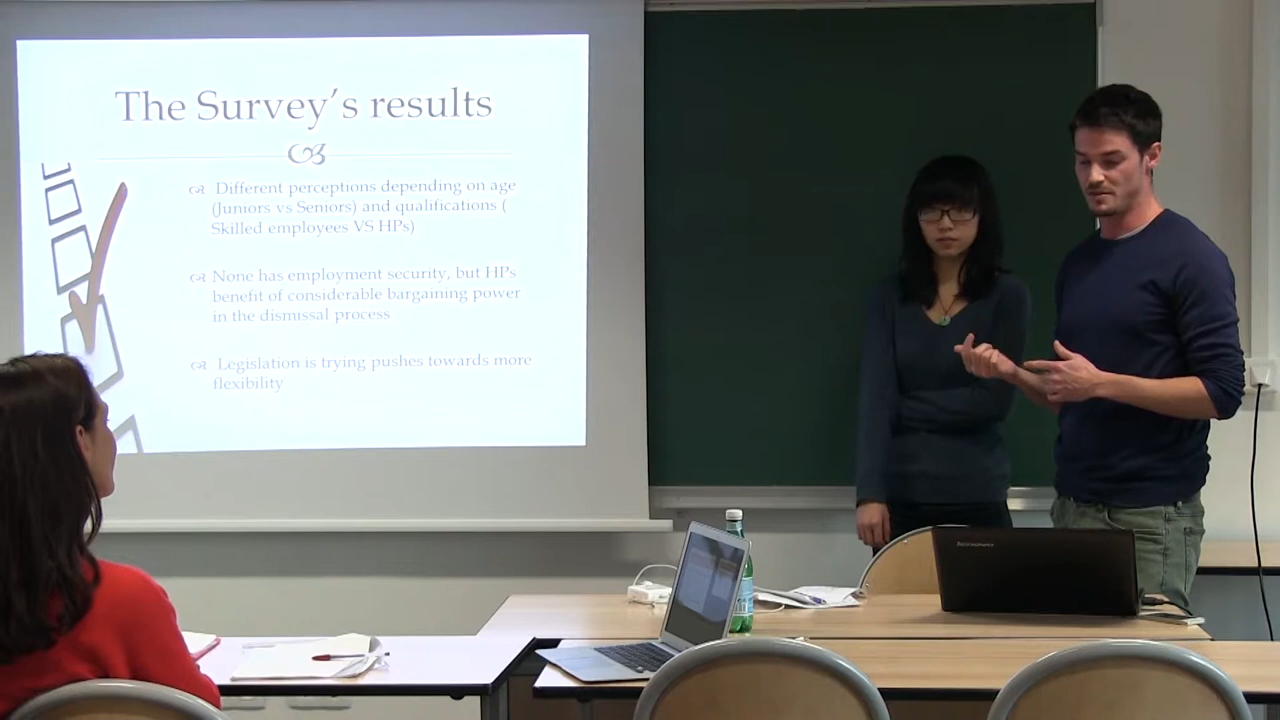 The Survey's results
Different perceptions depending on age
(Juniors vs Seniors) and qualifications (
Skilled employees VS HPs)
None has employment security, but HPs
benefit of considerable bargaining power
in the dismissal process
Legislation is trying pushes towards more
flexibility